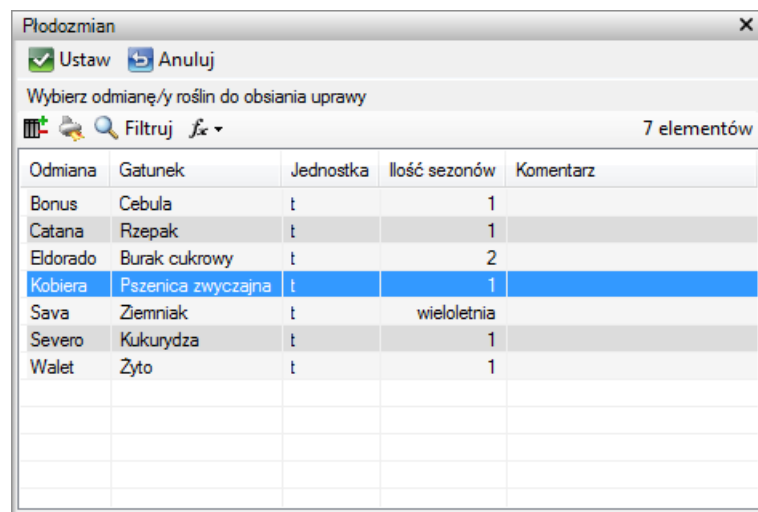 Płodozmian
Ustaw Anuluj
Wybierz odmianę/y roślin do obsiania uprawy
Filtruj fx 7 elementów
Odmiana Gatunek Jednostka Ilość sezonów Komentarz
Bonus Cebula t 1
Catana Rzepak t 1
Eldorado Burak cukrowy t 2
Kobiera Pszenica zwyczajna t 1
Sava Ziemniak t wieloletnia
Severo Kukurydza t 1
Walet Żyto t 1